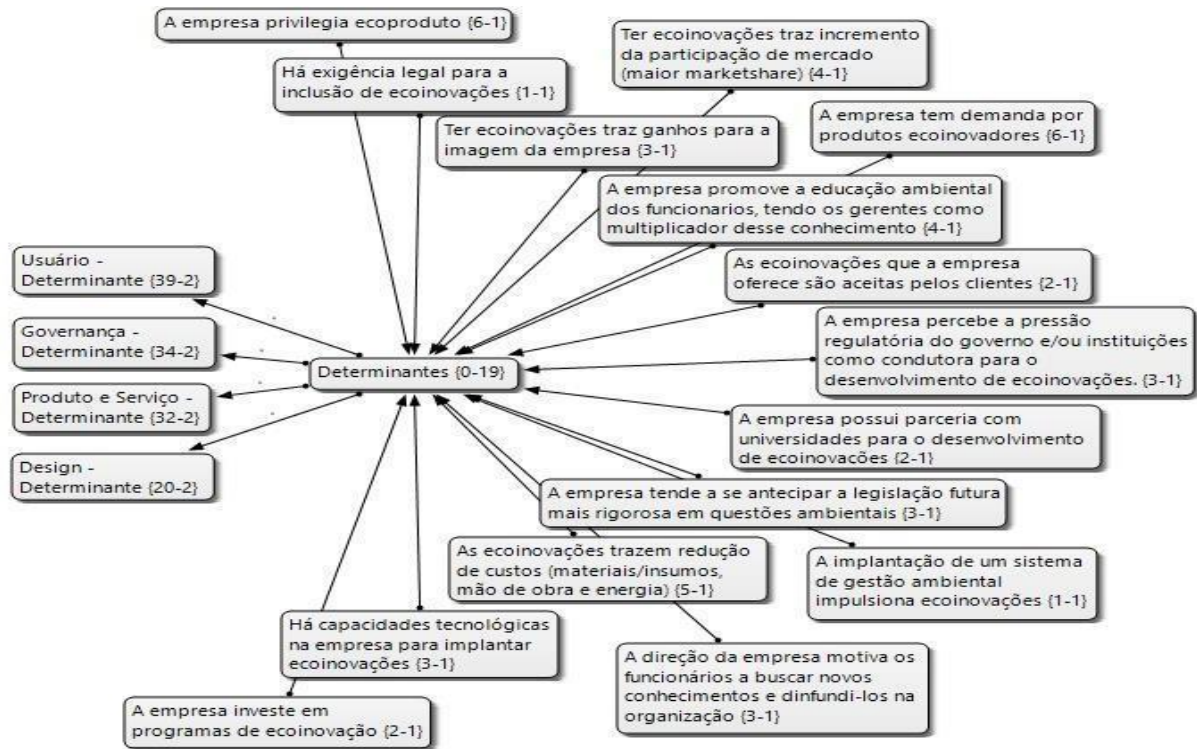 A empresa privilegia ecoproduto {6-1}
Ter ecoinovações traz incremento
da participação de mercado
(maior marketshare) {4-1}
Há exigência legal para a
inclusão de ecoinovações {1-1}
A empresa tem demanda por
produtos ecoinovadores {6-1}
Ter ecoinovações traz ganhos para a
imagem da empresa {3-1}
A empresa promove a educação ambiental
dos funcionarios, tendo os gerentes como
multiplicador desse conhecimento {4-1}
Usuário -
Determinante {39-2}
As ecoinovações que a empresa
oferece são aceitas pelos clientes {2-1}
Governança -
Determinante {34-2}
A empresa percebe a pressão
regulatória do governo e/ou instituições
como condutora para o
desenvolvimento de ecoinovações. {3-1}
Determinantes {0-19}
Produto e Serviço -
Determinante {32-2}
A empresa possui parceria com
universidades para o desenvolvimento
de ecoinovacões {2-1}
Design -
Determinante {20-2}
A empresa tende a se antecipar a legislação futura
mais rigorosa em questões ambientais {3-1}
As ecoinovações trazem redução
de custos (materiais/insumos,
mão de obra e energia) {5-1}
A implantação de um sistema
de gestão ambiental
impulsiona ecoinovações {1-1}
Há capacidades tecnológicas
na empresa para implantar
ecoinovações {3-1}
A direção da empresa motiva os
funcionários a buscar novos
conhecimentos e dinfundi-los na
organização {3-1}
A empresa investe em
programas de ecoinovação {2-1}